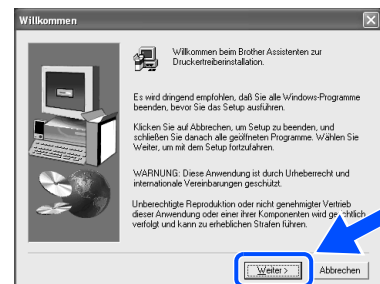 Willkommen
Willkommen beim Brother Assistenten zur
Druckertreiberinstallation.
Es wird dringend empfohlen, daß Sie alle Windows-Programme
beenden, bevor Sie das Setup ausführen.
Klicken Sie auf Abbrechen, um Setup zu beenden, und
schließen Sie danach alle geöffneten Programme. Wählen Sie
Weiter, um mit dem Setup fortzufahren.
WARNUNG: Diese Anwendung ist durch Urheberrecht und
internationale Vereinbarungen geschützt.
Unberechtigte Reproduktion oder nicht genehmigter Vertrieb
dieser Anwendung oder einer ihrer Komponenten wird gerichtlich
verfolgt und kann zu erheblichen Strafen führen.
Weiter >
Abbrechen